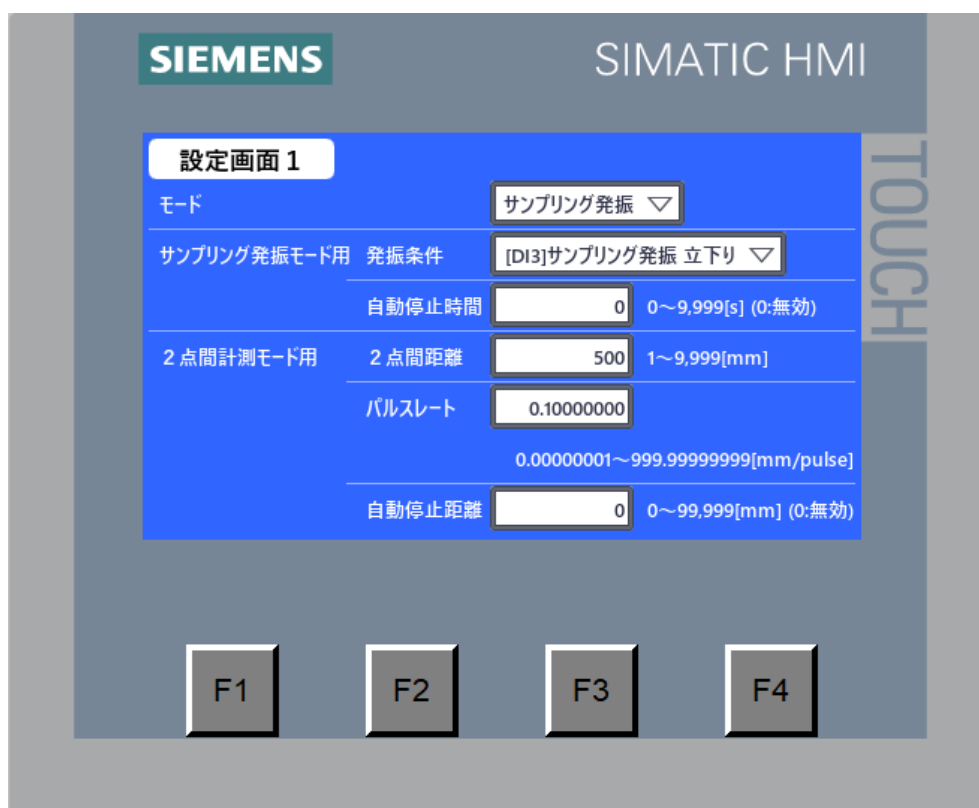 SIEMENS
SIMATIC HMI
TOUCH
設定画面1
モード
サンプリング発振 ▽
サンプリング発振モード用 発振条件 [DI3]サンプリング発振 立下り ▽
自動停止時間 0 0～9,999[s] (0:無効)
2点間計測モード用 2点間距離 500 1～9,999[mm]
パルスレート 0.10000000
0.00000001～999.99999999[mm/pulse]
自動停止距離 0 0～99,999[mm] (0:無効)
F1 F2 F3 F4